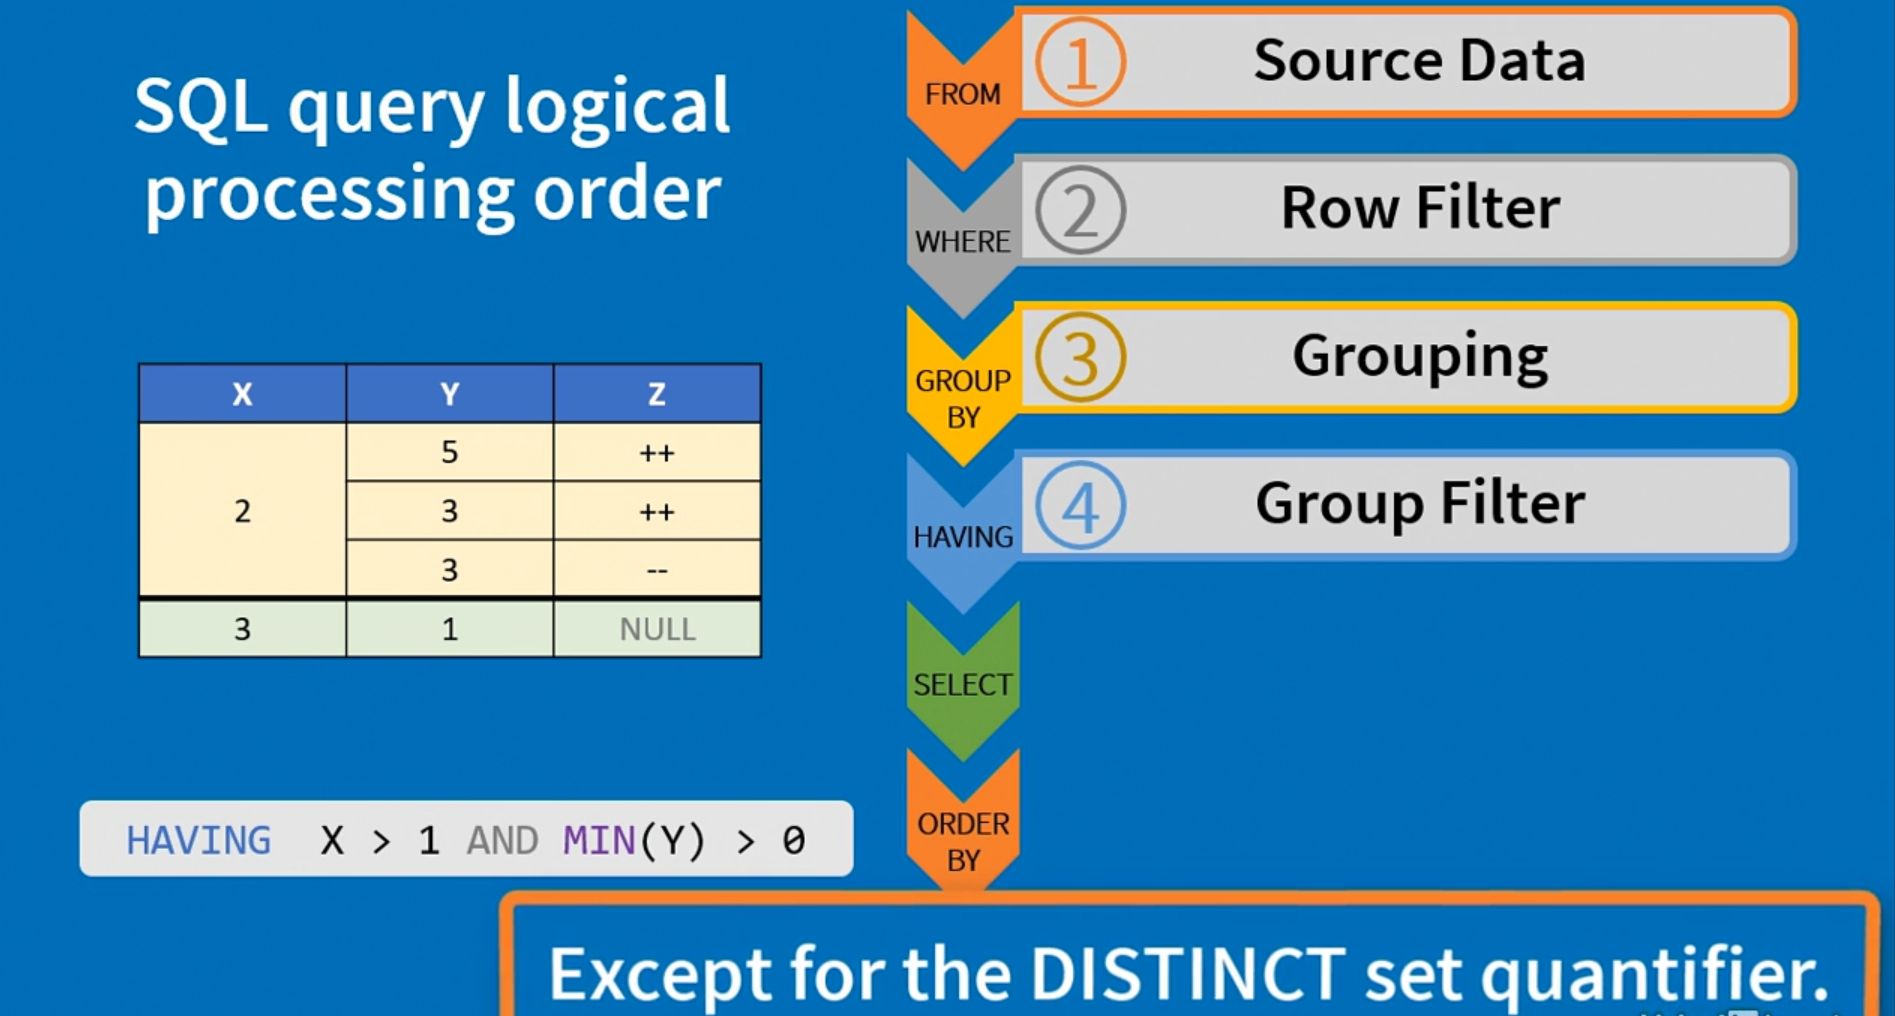 SQL query logical
processing order
X Y Z
2
5 ++
3 ++
3 --
3 1 NULL
HAVING X > 1 AND MIN(Y) > 0
FROM
1 Source Data
WHERE
2 Row Filter
GROUP
BY
3 Grouping
HAVING
4 Group Filter
SELECT
ORDER
BY
Except for the DISTINCT set quantifier.